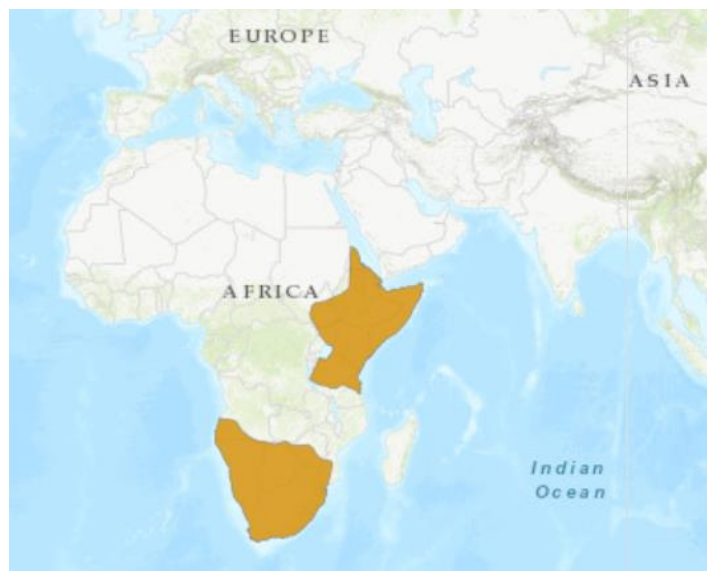 EUROPE
ASIA
AFRICA
Indian
Ocean